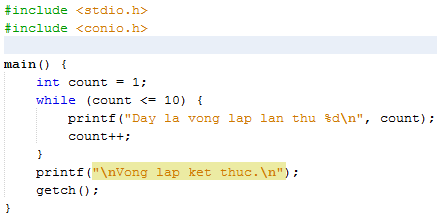 #include <stdio.h>
#include <conio.h>
main() {
    int count = 1;
    while (count <= 10) {
        printf("Day la vong lap lan thu %d\n", count);
        count++;
    }
    printf("\nVong lap ket thuc.\n");
    getch();
}